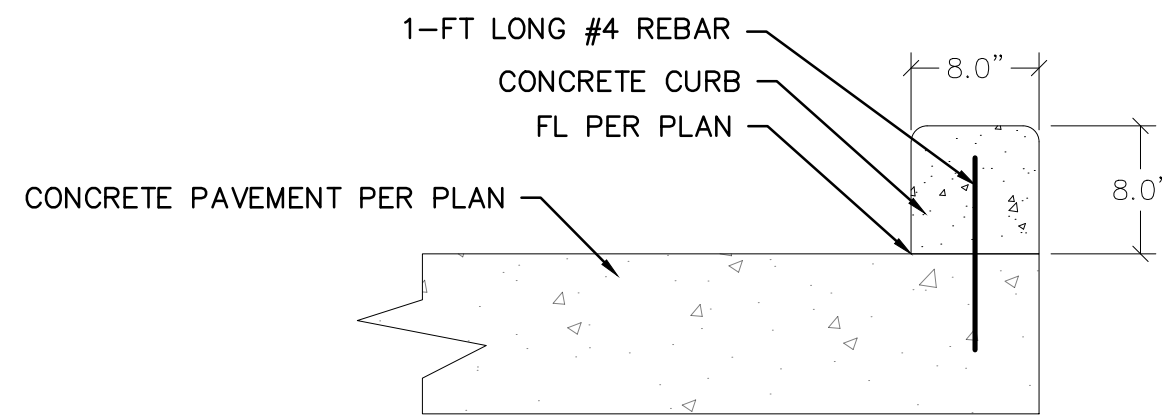 1-FT LONG #4 REBAR
8.0"
CONCRETE CURB
FL PER PLAN
CONCRETE PAVEMENT PER PLAN
8.0"